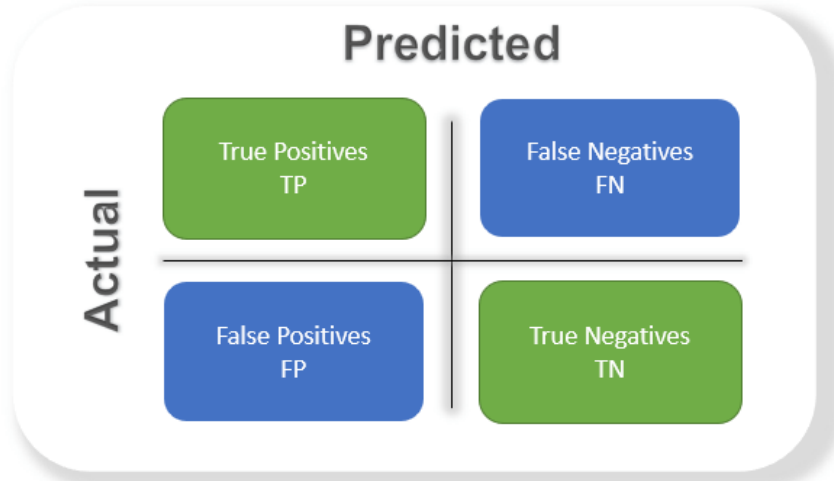 Predicted
Actual
True Positives
TP
False Negatives
FN
False Positives
FP
True Negatives
TN